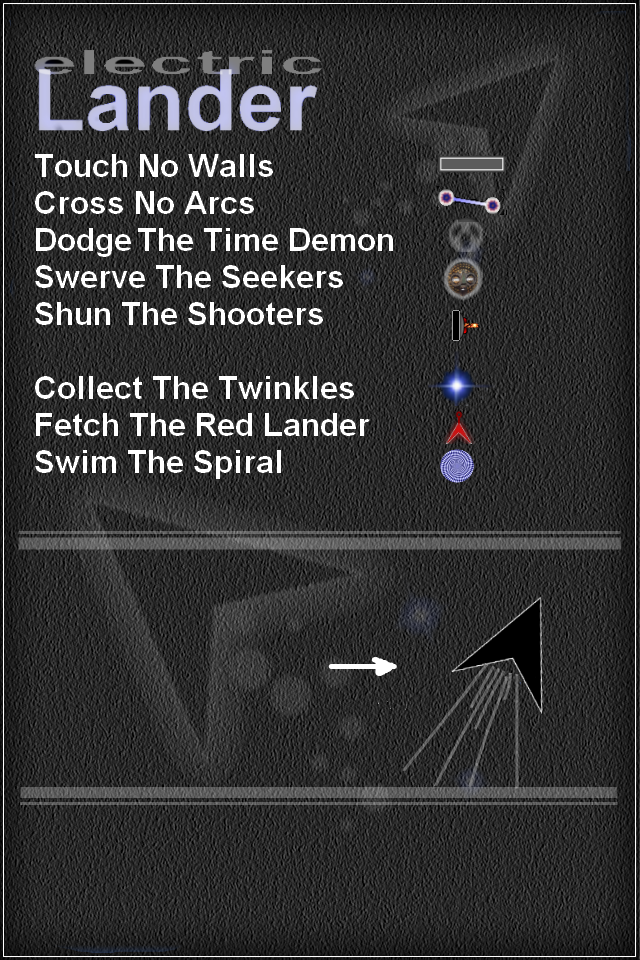 electric
Lander
Touch No Walls
Cross No Arcs
Dodge The Time Demon
Swerve The Seekers
Shun The Shooters
Collect The Twinkles
Fetch The Red Lander
Swim The Spiral